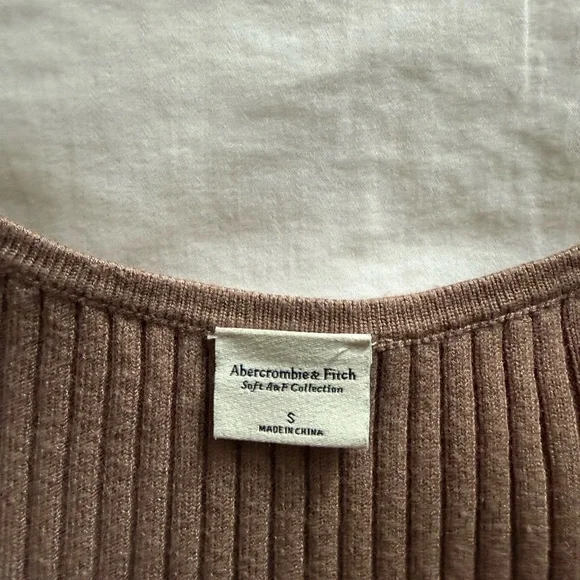 Abercrombie & Fitch
Soft A&F Collection
S
MADE IN CHINA